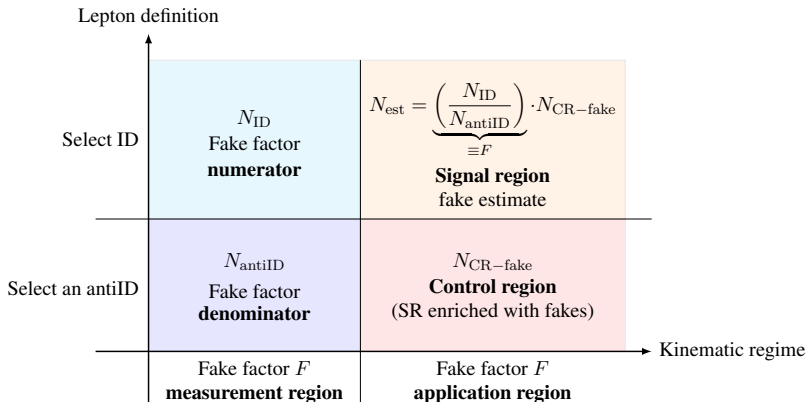 Lepton definition
Select ID
N_ID
Fake factor
numerator
N_est = (N_ID / N_antiID) · N_CR−fake
≡F
Signal region
fake estimate
Select an antiID
N_antiID
Fake factor
denominator
N_CR−fake
Control region
(SR enriched with fakes)
Kinematic regime
Fake factor F
measurement region
Fake factor F
application region